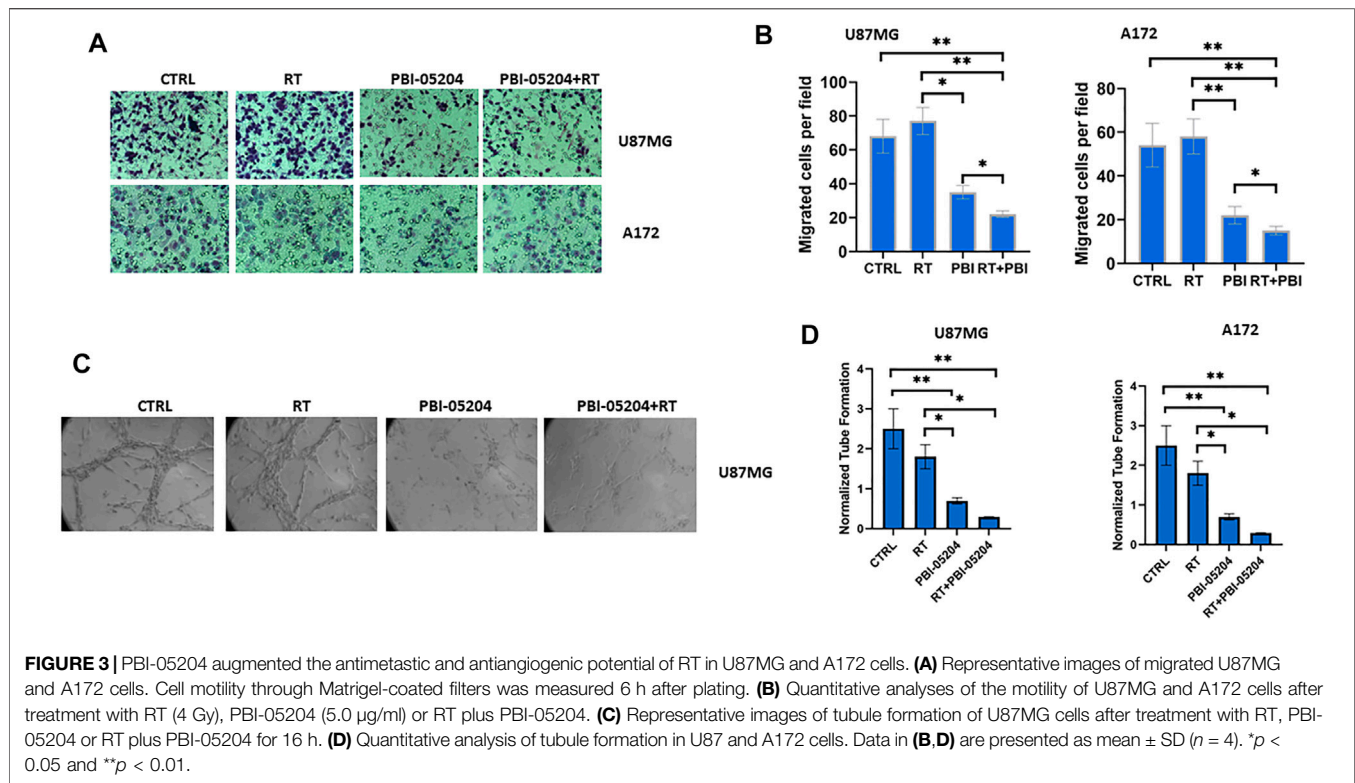 A
CTRL RT PBI-05204 PBI-05204+RT
U87MG
A172
B
U87MG
** ** * *
Migrated cells per field
100
80
60
40
20
0
CTRL RT PBI RT+PBI
A172
** ** ** *
Migrated cells per field
80
60
40
20
0
CTRL RT PBI RT+PBI
C
CTRL RT PBI-05204 PBI-05204+RT
U87MG
D
U87MG
** ** * *
Normalized Tube Formation
4
3
2
1
0
CTRL RT PBI-05204 RT+PBI-05204
A172
** ** * *
Normalized Tube Formation
4
3
2
1
0
CTRL RT PBI-05204 RT+PBI-05204
FIGURE 3 | PBI-05204 augmented the antimetastic and antiangiogenic potential of RT in U87MG and A172 cells. (A) Representative images of migrated U87MG
and A172 cells. Cell motility through Matrigel-coated filters was measured 6 h after plating. (B) Quantitative analyses of the motility of U87MG and A172 cells after
treatment with RT (4 Gy), PBI-05204 (5.0 µg/ml) or RT plus PBI-05204. (C) Representative images of tubule formation of U87MG cells after treatment with RT, PBI-
05204 or RT plus PBI-05204 for 16 h. (D) Quantitative analysis of tubule formation in U87 and A172 cells. Data in (B,D) are presented as mean ± SD (n = 4). *p <
0.05 and **p < 0.01.